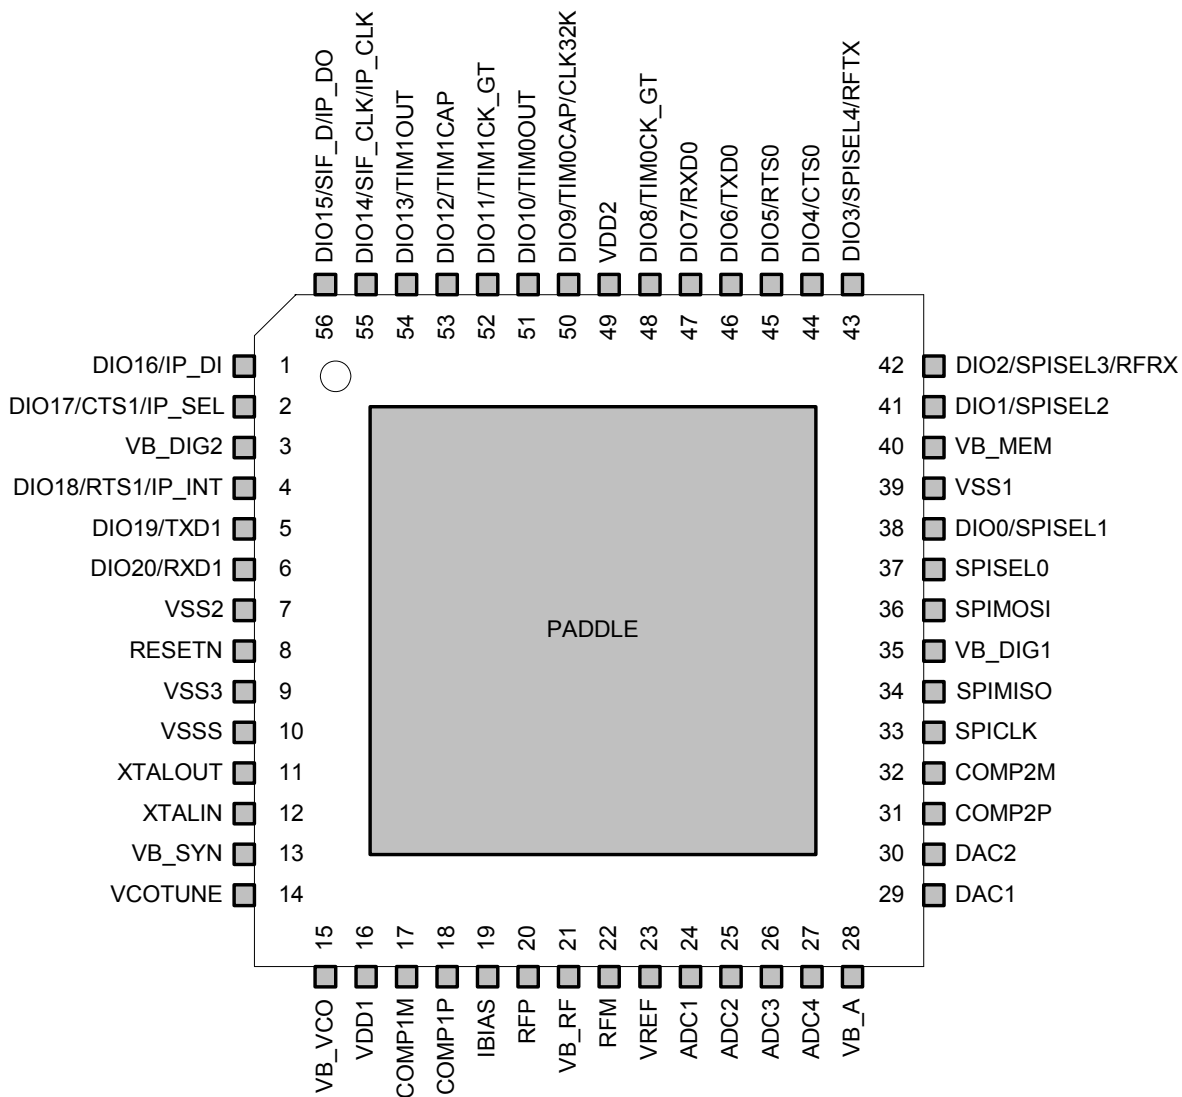 DIO15/SIF_D/IP_DO
DIO14/SIF_CLK/IP_CLK
DIO13/TIM1OUT
DIO12/TIM1CAP
DIO11/TIM1CK_GT
DIO10/TIM0OUT
DIO9/TIM0CAP/CLK32K
VDD2
DIO8/TIM0CK_GT
DIO7/RXD0
DIO6/TXD0
DIO5/RTS0
DIO4/CTS0
DIO3/SPISEL4/RFTX
56
55
54
53
52
51
50
49
48
47
46
45
44
43
DIO16/IP_DI 1
DIO17/CTS1/IP_SEL 2
VB_DIG2 3
DIO18/RTS1/IP_INT 4
DIO19/TXD1 5
DIO20/RXD1 6
VSS2 7
RESETN 8
VSS3 9
VSSS 10
XTALOUT 11
XTALIN 12
VB_SYN 13
VCOTUNE 14
PADDLE
42 DIO2/SPISEL3/RFRX
41 DIO1/SPISEL2
40 VB_MEM
39 VSS1
38 DIO0/SPISEL1
37 SPISEL0
36 SPIMOSI
35 VB_DIG1
34 SPIMISO
33 SPICLK
32 COMP2M
31 COMP2P
30 DAC2
29 DAC1
15
16
17
18
19
20
21
22
23
24
25
26
27
28
VB_VCO
VDD1
COMP1M
COMP1P
IBIAS
RFP
VB_RF
RFM
VREF
ADC1
ADC2
ADC3
ADC4
VB_A